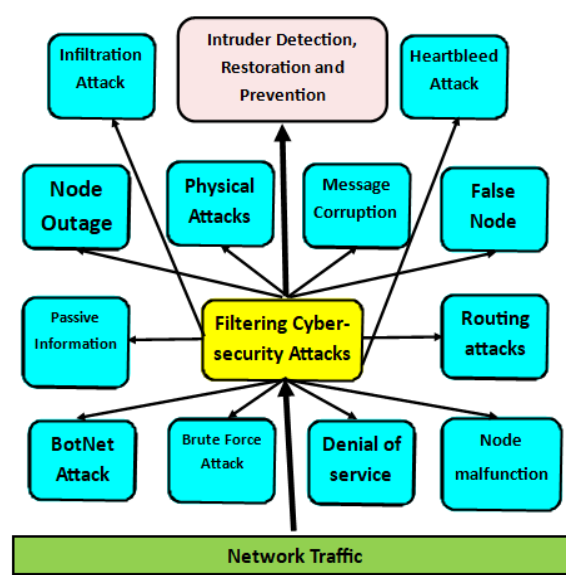 Infiltration
Attack
Intruder Detection,
Restoration and
Prevention
Heartbleed
Attack
Node
Outage
Physical
Attacks
Message
Corruption
False
Node
Passive
Information
Filtering Cyber-
security Attacks
Routing
attacks
BotNet
Attack
Brute Force
Attack
Denial of
service
Node
malfunction
Network Traffic